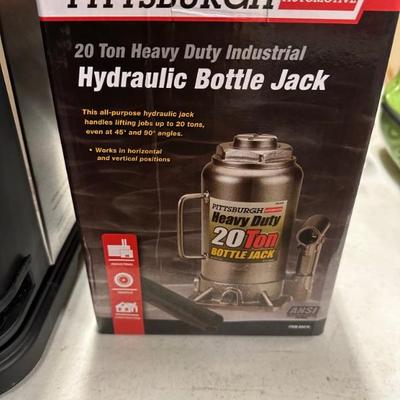 PITTSBURGH AUTOMOTIVE
20 Ton Heavy Duty Industrial
Hydraulic Bottle Jack
This all-purpose hydraulic jack
handles lifting jobs up to 20 tons,
even at 45° and 90° angles.
• Works in horizontal
and vertical positions
PITTSBURGH
Heavy Duty
20 Ton
BOTTLE JACK
ANSI